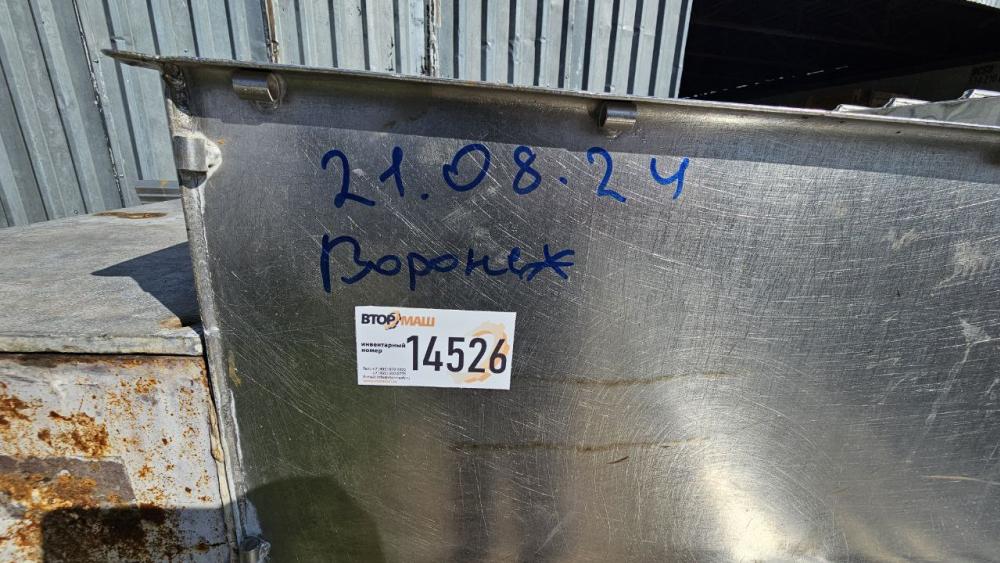 21.08.24
Воронеж
ВТОРМАШ
инвентарный
номер
14526